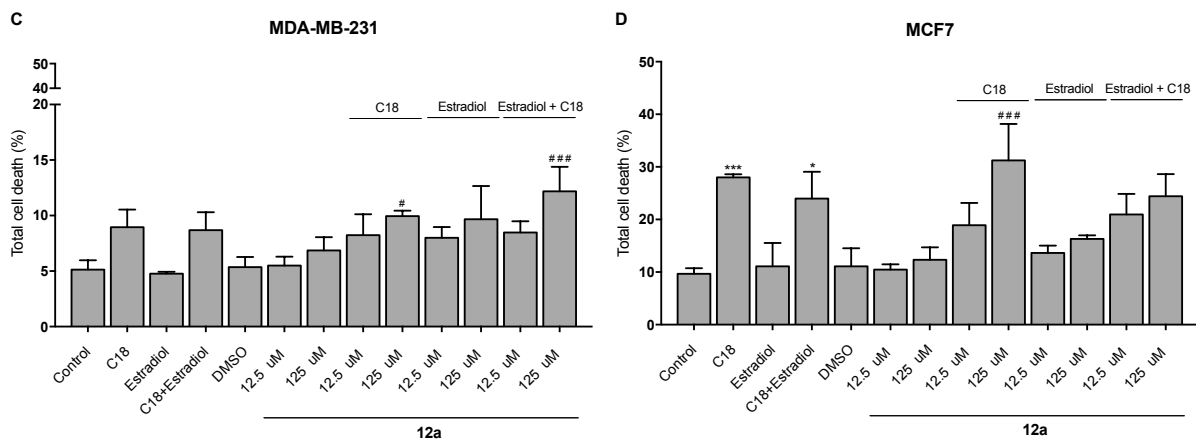 C
MDA-MB-231
Total cell death (%)
50
40
20
15
10
5
0
C18
Estradiol
Estradiol + C18
#
###
Control
C18
Estradiol
C18+Estradiol
DMSO
12.5 uM
125 uM
12.5 uM
125 uM
12.5 uM
125 uM
12.5 uM
125 uM
12a
D
MCF7
Total cell death (%)
50
40
30
20
10
0
C18
Estradiol
Estradiol + C18
***
*
###
Control
C18
Estradiol
C18+Estradiol
DMSO
12.5 uM
125 uM
12.5 uM
125 uM
12.5 uM
125 uM
12.5 uM
125 uM
12a